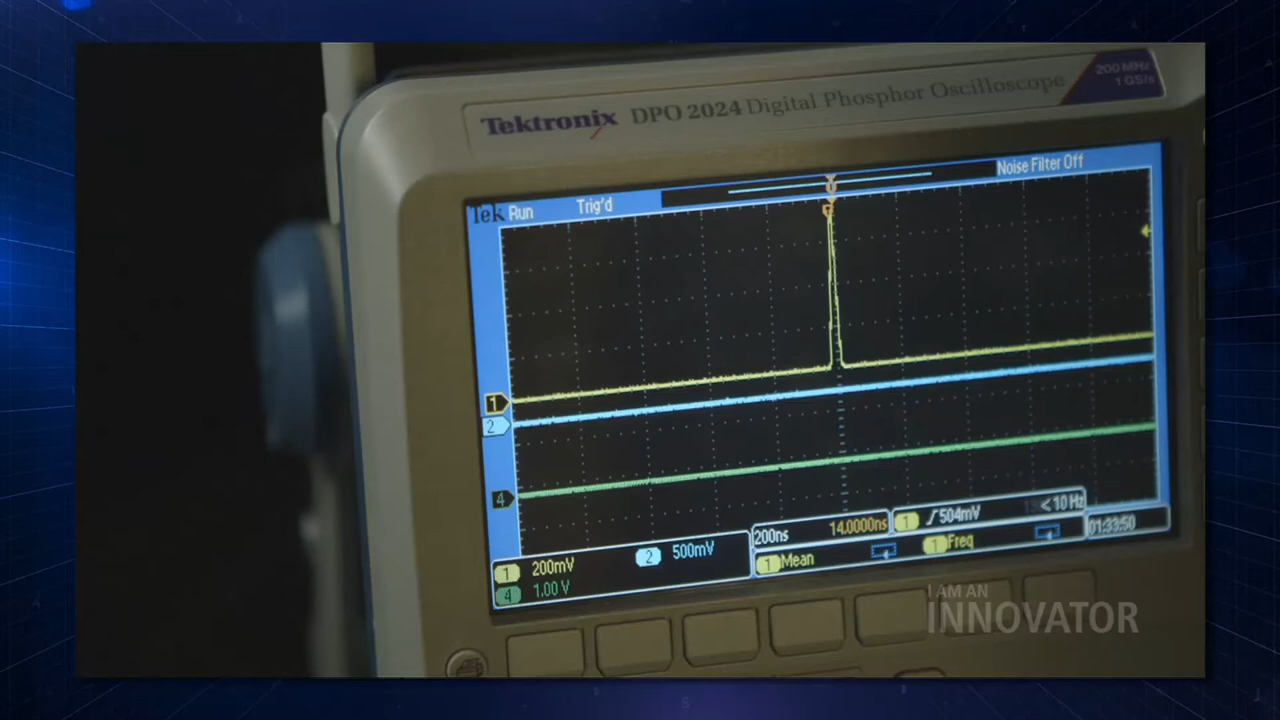 Tektronix DPO 2024 Digital Phosphor Oscilloscope
200 MHz
1 GS/s
Tek Run Trig'd Noise Filter Off
1
2
4
1 200mV 2 500mV
4 1.00 V
200ns 14.0000ns
1 Mean
1 504mV <10 Hz
1 Freq
01:33:50
I AM AN
INNOVATOR